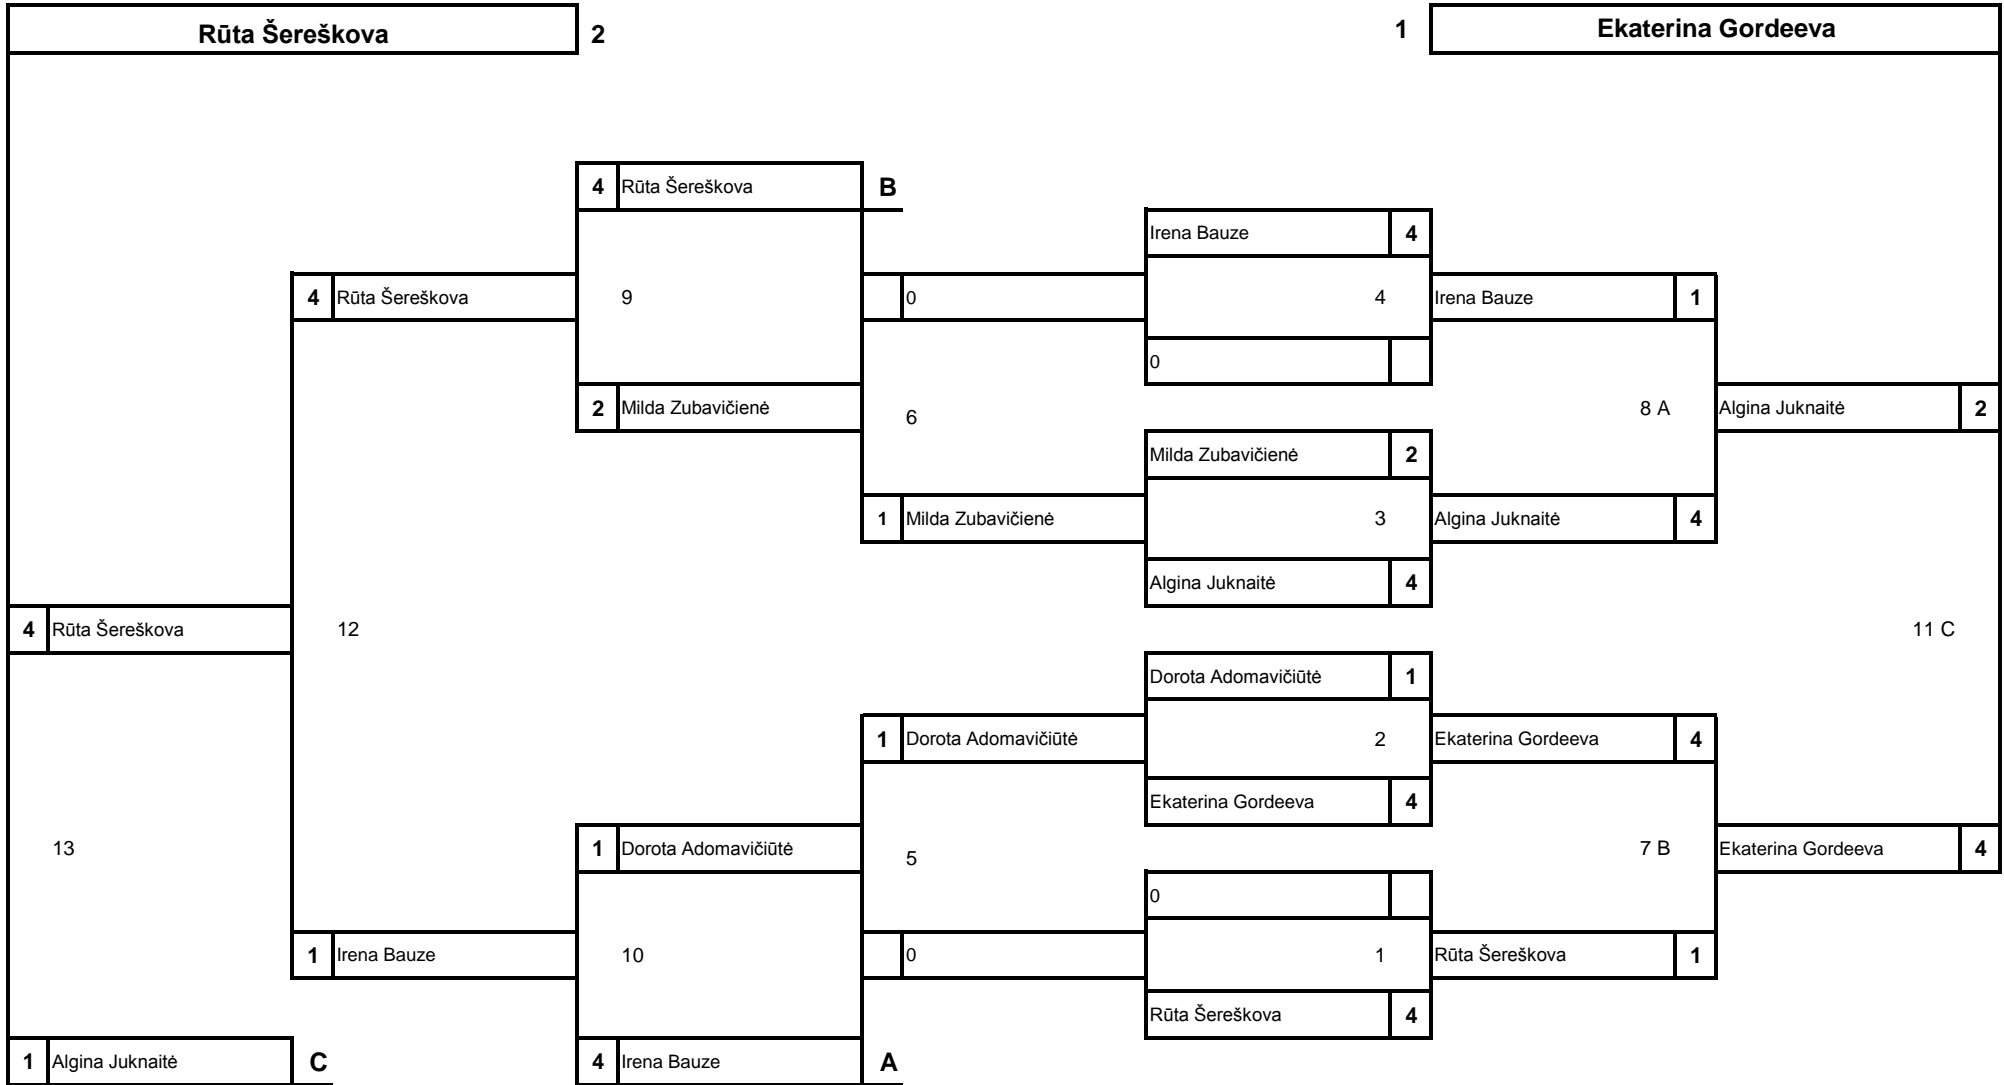 Rūta Šereškova 2 1 Ekaterina Gordeeva
4 Rūta Šereškova B
Irena Bauze 4
4 Rūta Šereškova 9 0 4 Irena Bauze 1
0
2 Milda Zubavičienė 6 8 A Algina Juknaitė 2
Milda Zubavičienė 2
1 Milda Zubavičienė 3 Algina Juknaitė 4
Algina Juknaitė 4
4 Rūta Šereškova 12 11 C
Dorota Adomavičiūtė 1
1 Dorota Adomavičiūtė 2 Ekaterina Gordeeva 4
Ekaterina Gordeeva 4
13 1 Dorota Adomavičiūtė 5 7 B Ekaterina Gordeeva 4
0
1 Irena Bauze 10 0 1 Rūta Šereškova 1
Rūta Šereškova 4
1 Algina Juknaitė C 4 Irena Bauze A